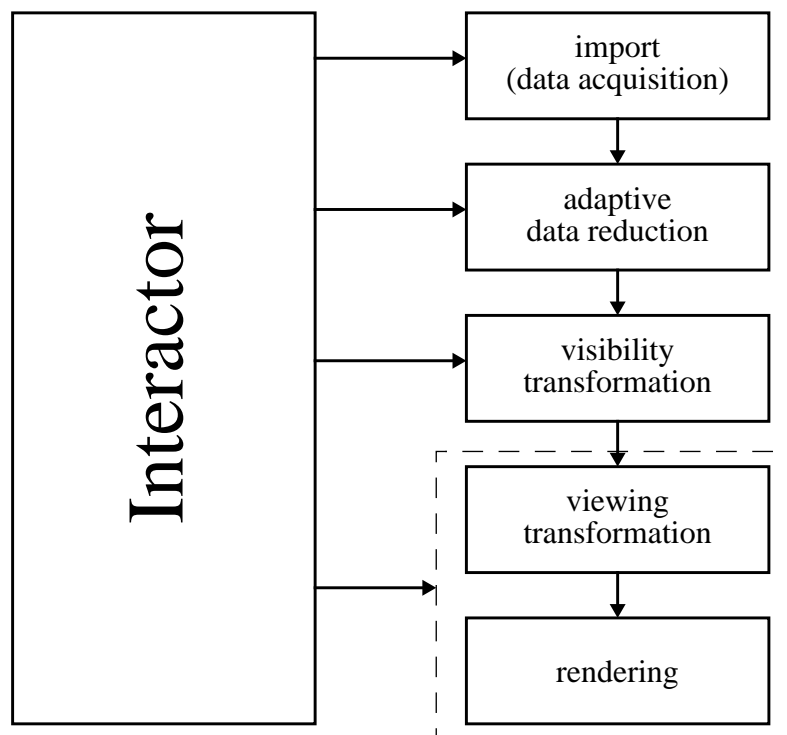 Interactor
import
(data acquisition)
adaptive
data reduction
visibility
transformation
viewing
transformation
rendering